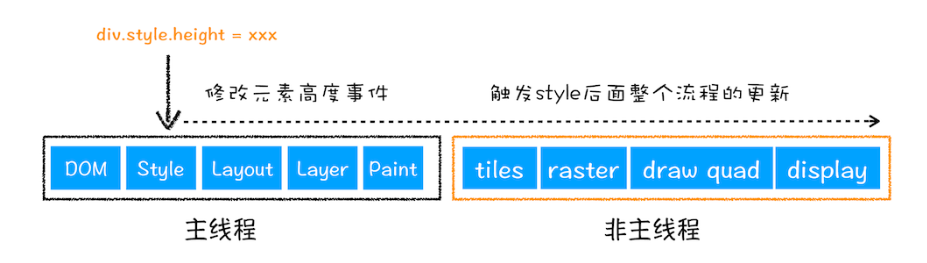 div.style.height = xxx
修改元素高度事件
触发style后面整个流程的更新
DOM Style Layout Layer Paint
tiles raster draw quad display
主线程
非主线程